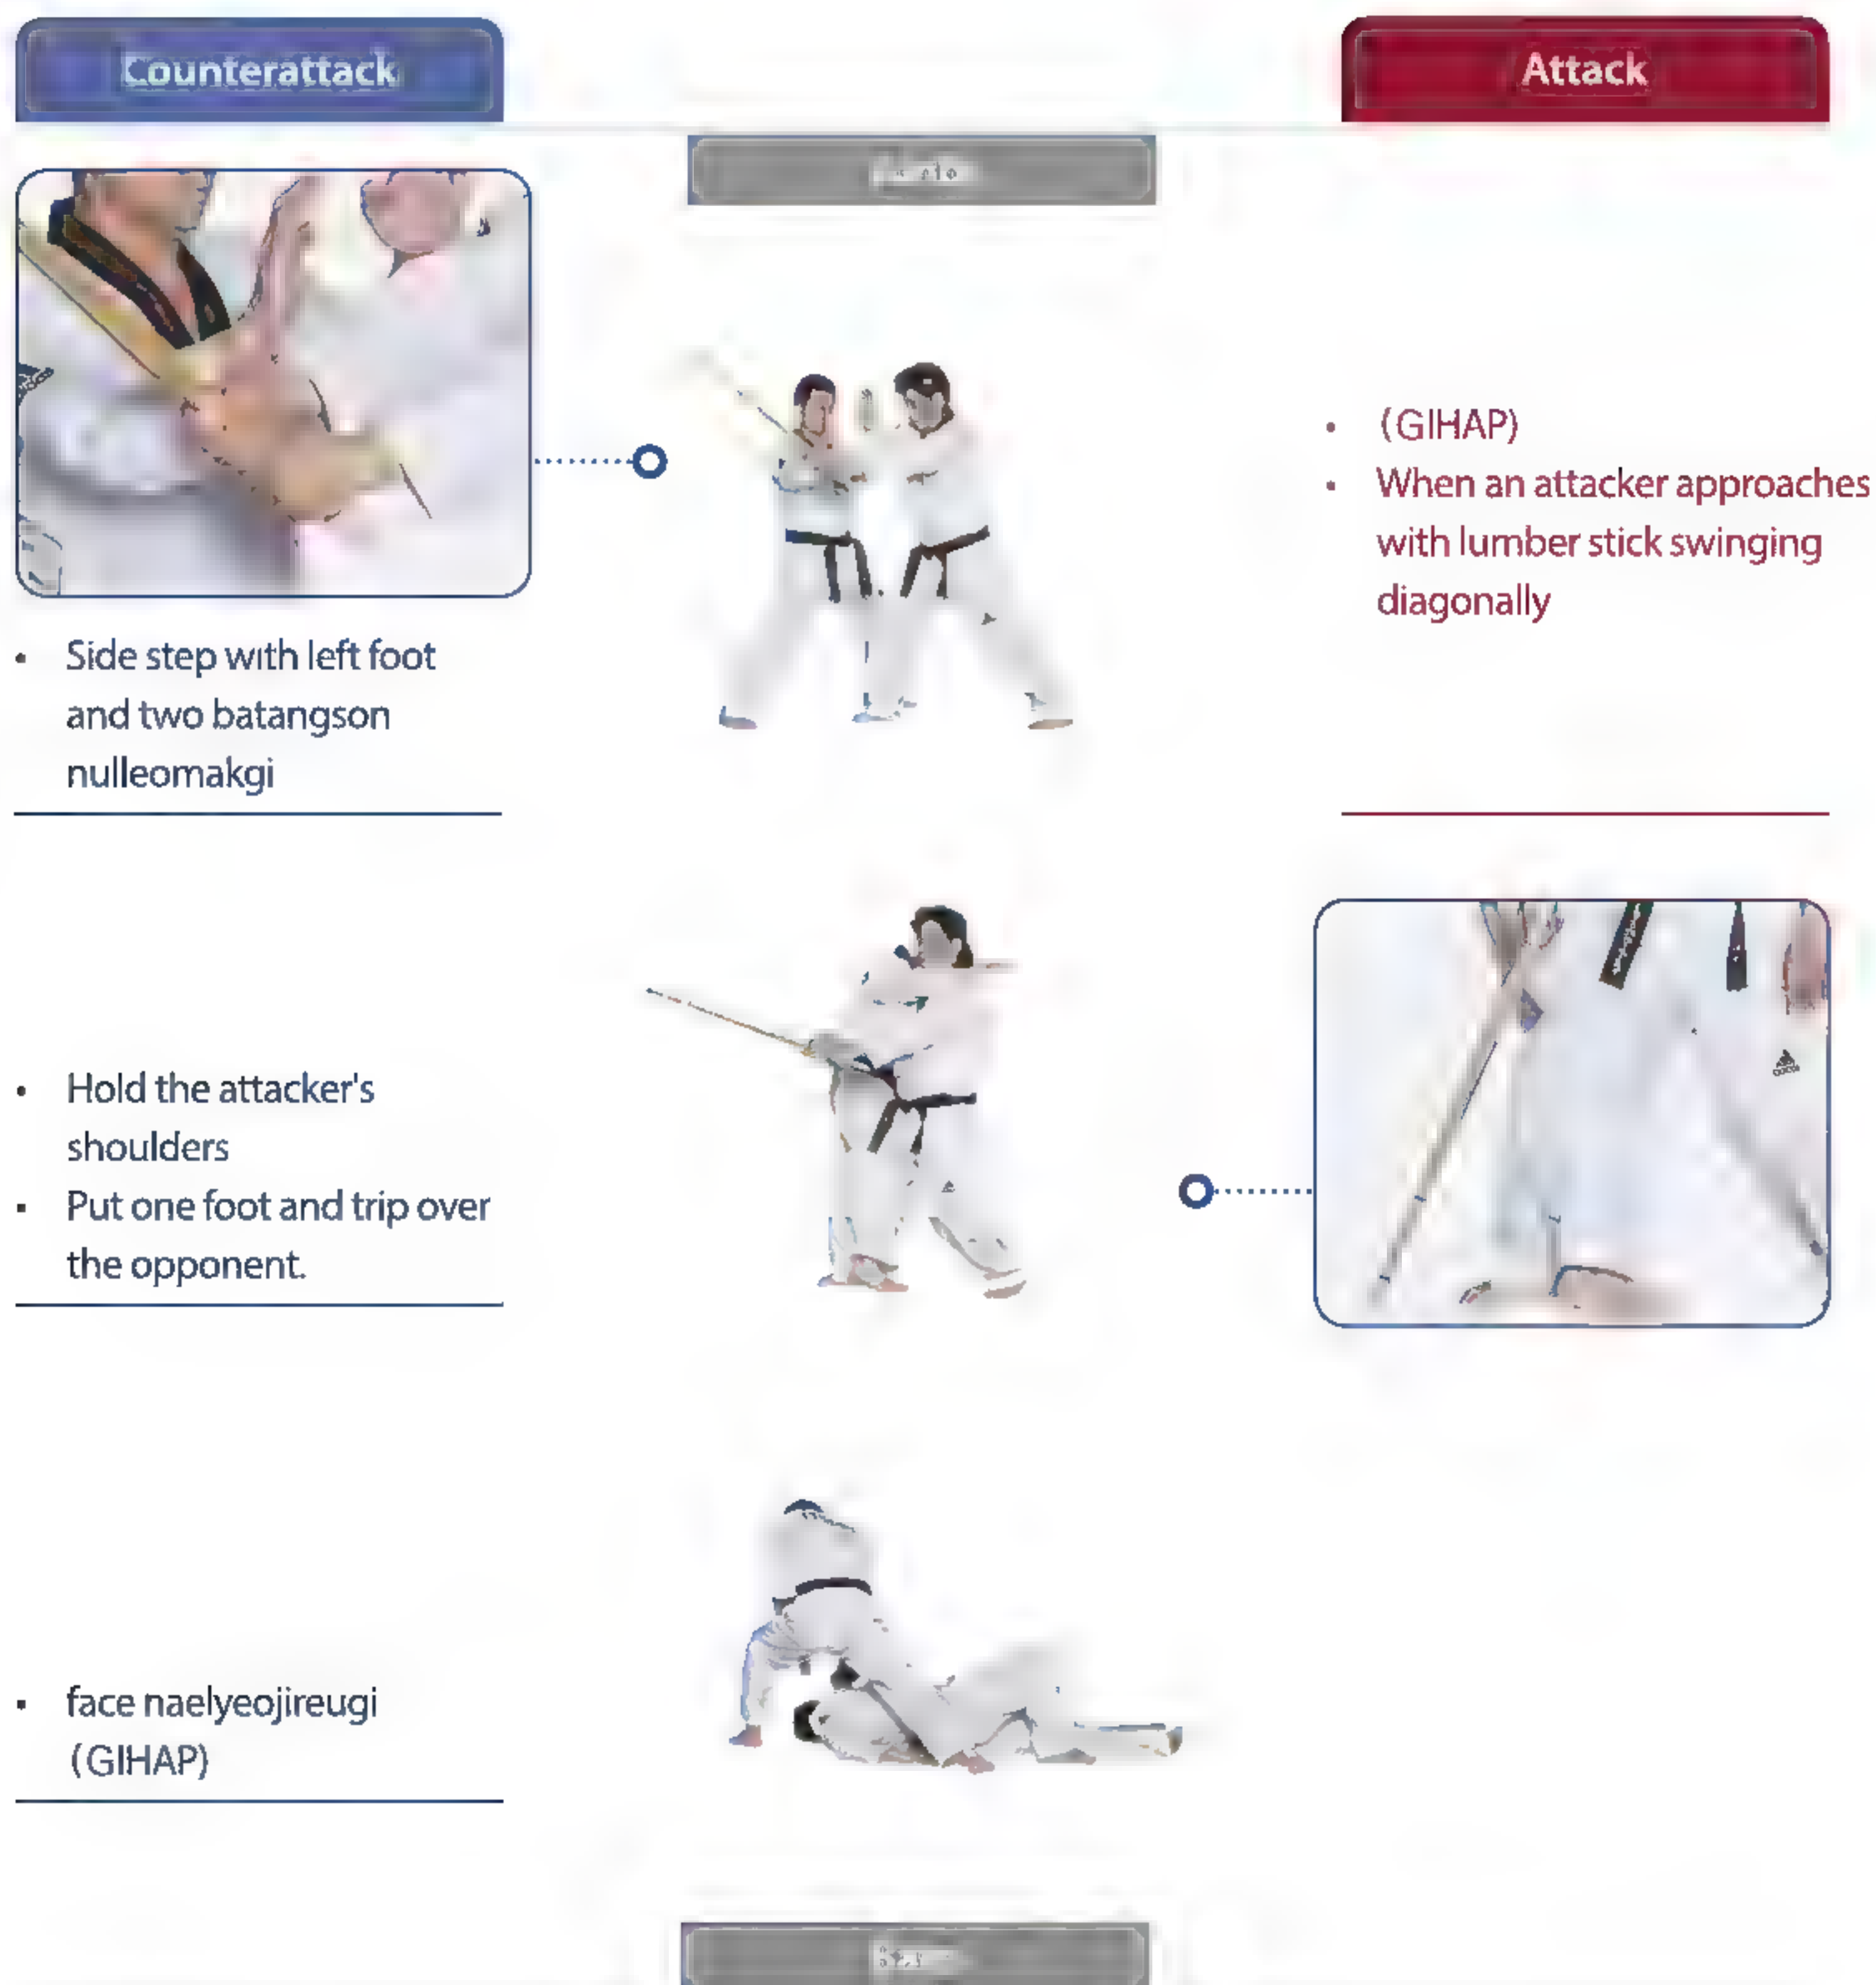 Counterattack
Attack
• Side step with left foot
and two batangson
nulleomakgi
• (GIHAP)
• When an attacker approaches
with lumber stick swinging
diagonally
• Hold the attacker's
shoulders
• Put one foot and trip over
the opponent.
• face naelyeojireugi
(GIHAP)